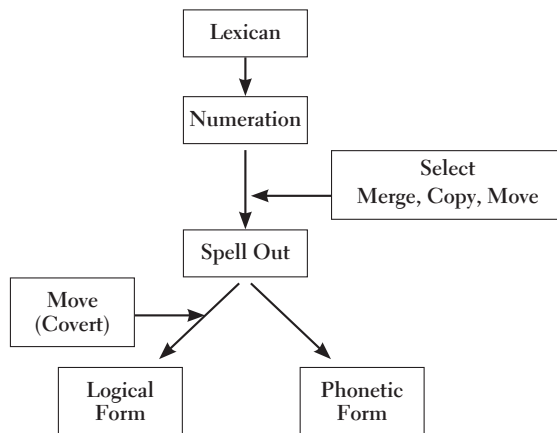 Lexican
Numeration
Select
Merge, Copy, Move
Spell Out
Move
(Covert)
Logical
Form
Phonetic
Form